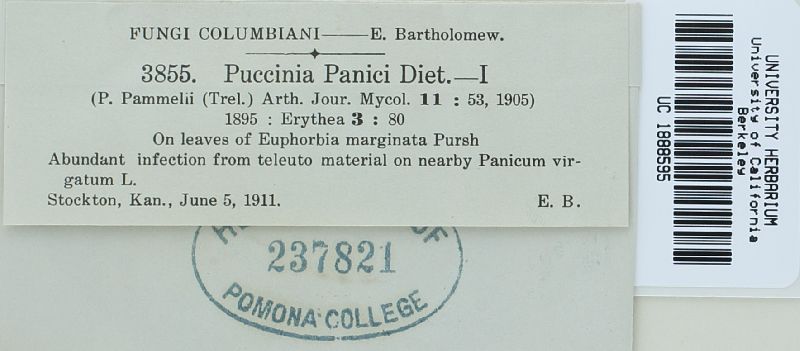 FUNGI COLUMBIANI——E. Bartholomew.
3855. Puccinia Panici Diet.—I
(P. Pammelii (Trel.) Arth. Jour. Mycol. 11 : 53, 1905)
1895 : Erythea 3 : 80
On leaves of Euphorbia marginata Pursh
Abundant infection from teleuto material on nearby Panicum vir-
gatum L.
Stockton, Kan., June 5, 1911. E. B.
OF
237821
POMONA COLLEGE
UNIVERSITY HERBARIUM
University of California
Berkeley
UC 1888595